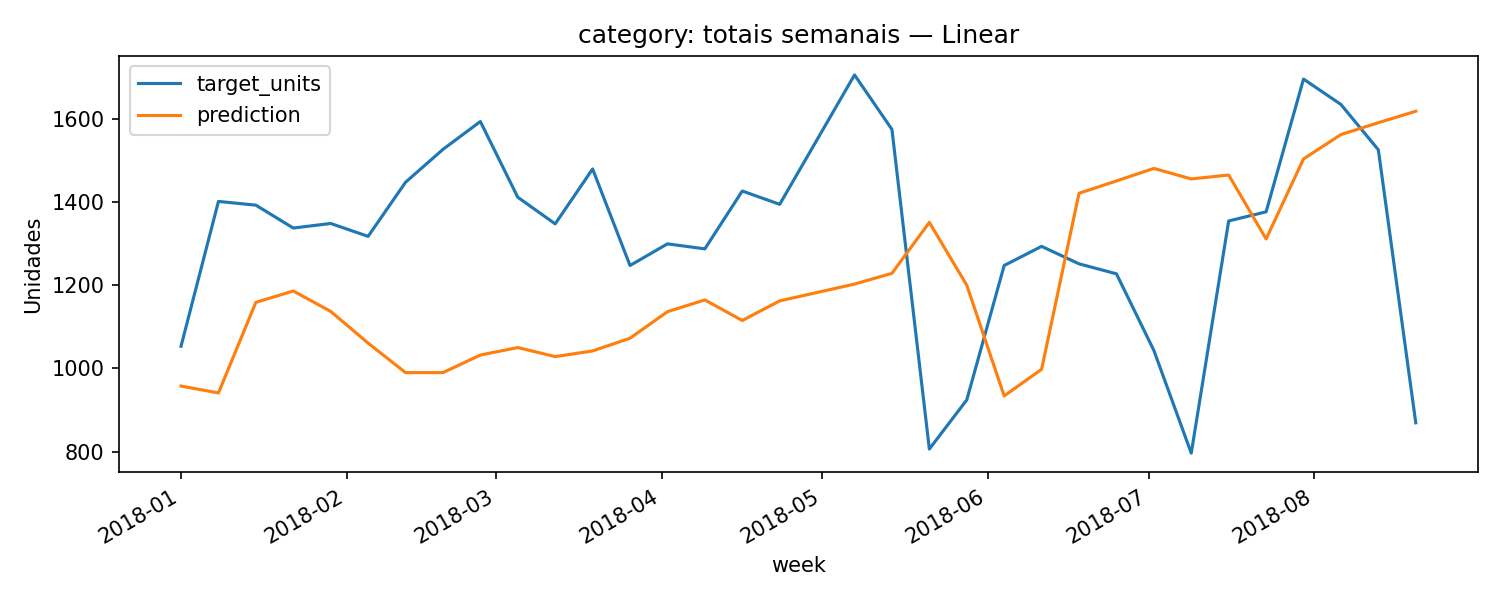 category: totais semanais — Linear
target_units
prediction
Unidades
1600
1400
1200
1000
800
2018-01
2018-02
2018-03
2018-04
2018-05
2018-06
2018-07
2018-08
week